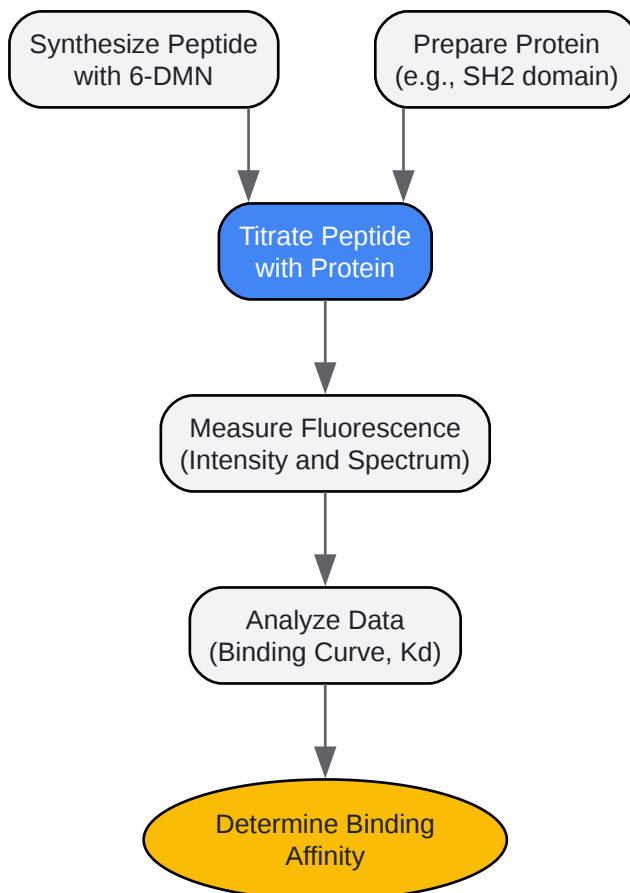 Synthesize Peptide
with 6-DMN
Prepare Protein
(e.g., SH2 domain)
Titrate Peptide
with Protein
Measure Fluorescence
(Intensity and Spectrum)
Analyze Data
(Binding Curve, Kd)
Determine Binding
Affinity